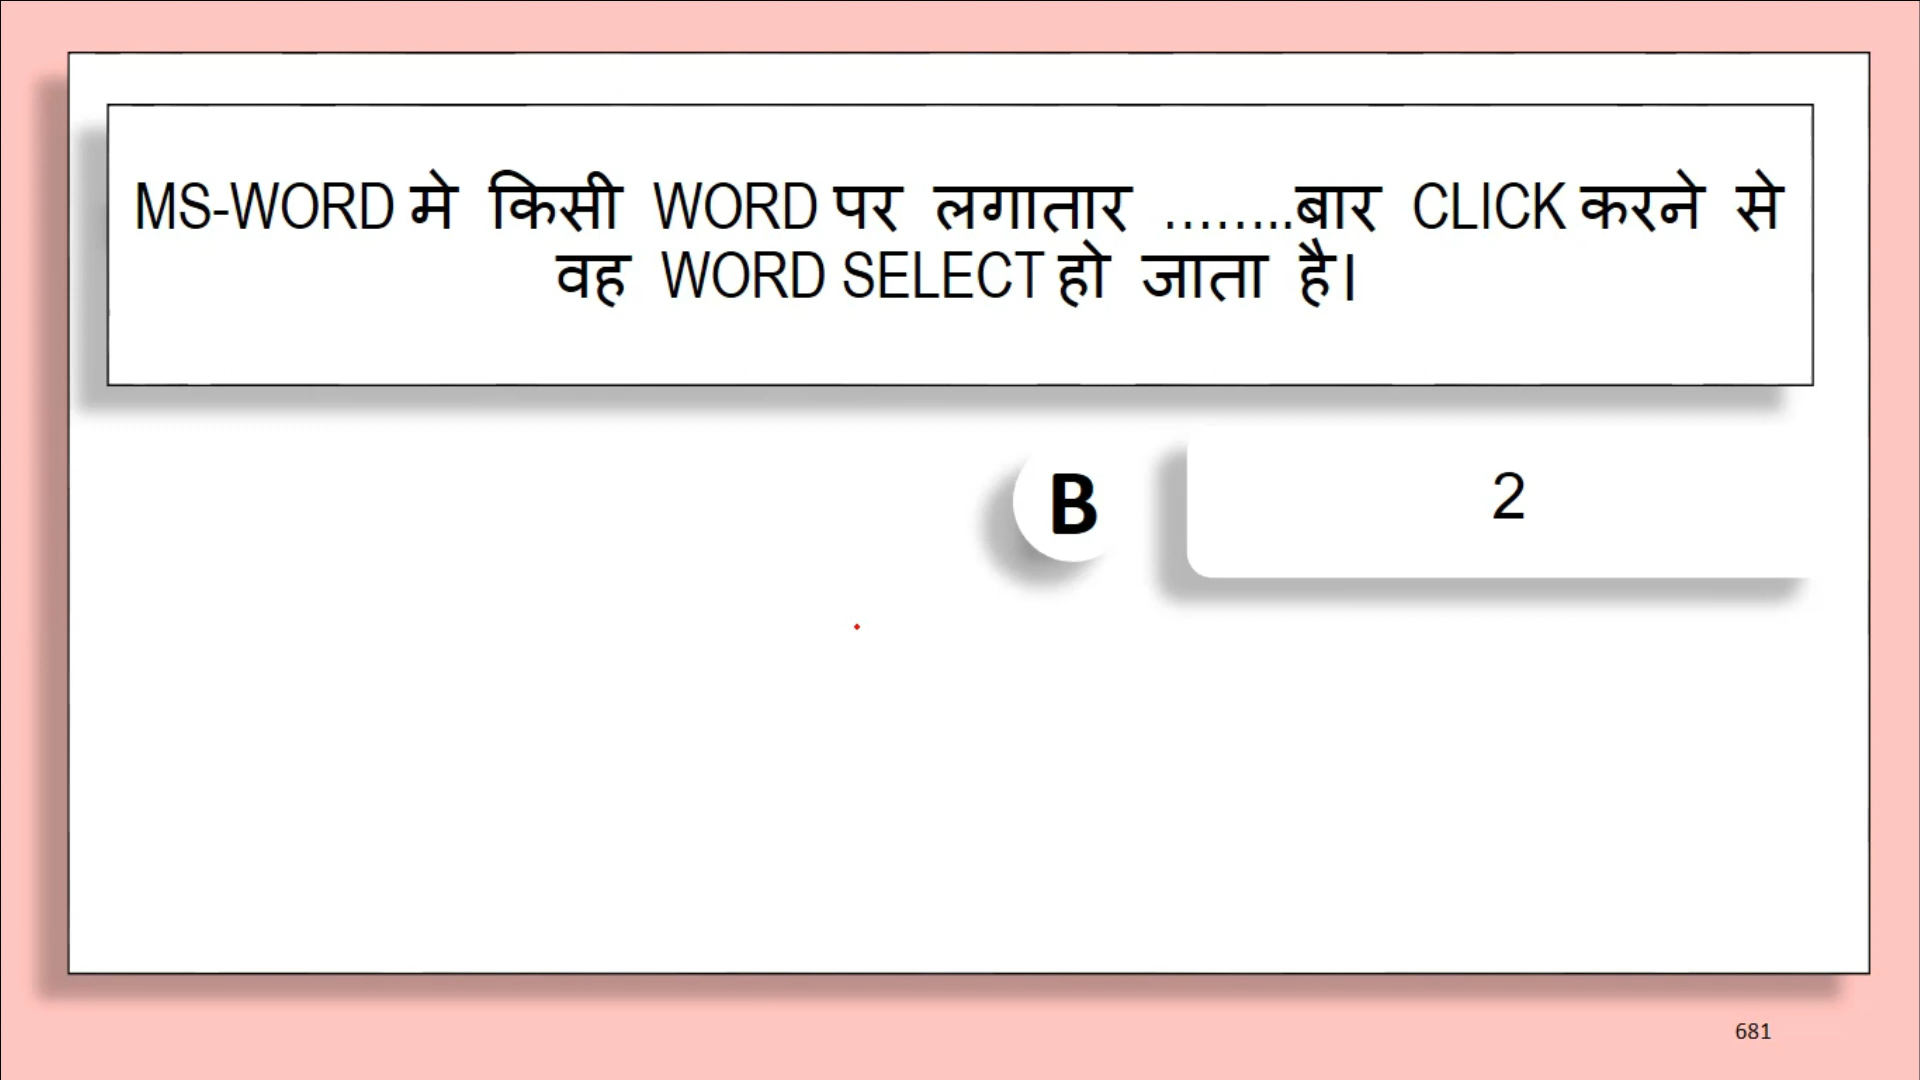 MS-WORD मे किसी WORD पर लगातार ........बार CLICK करने से
वह WORD SELECT हो जाता है।
B
2
681